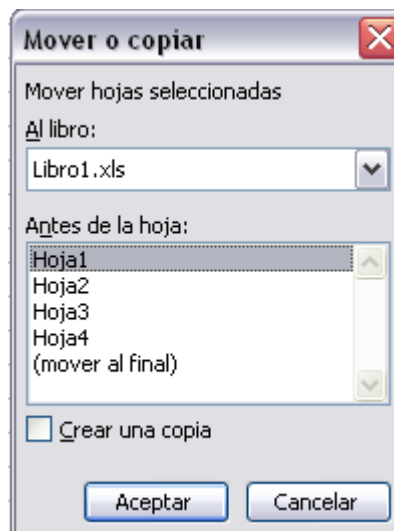 Mover o copiar
Mover hojas seleccionadas
Al libro:
Libro1.xls
Antes de la hoja:
Hoja1
Hoja2
Hoja3
Hoja4
(mover al final)
Crear una copia
Aceptar Cancelar